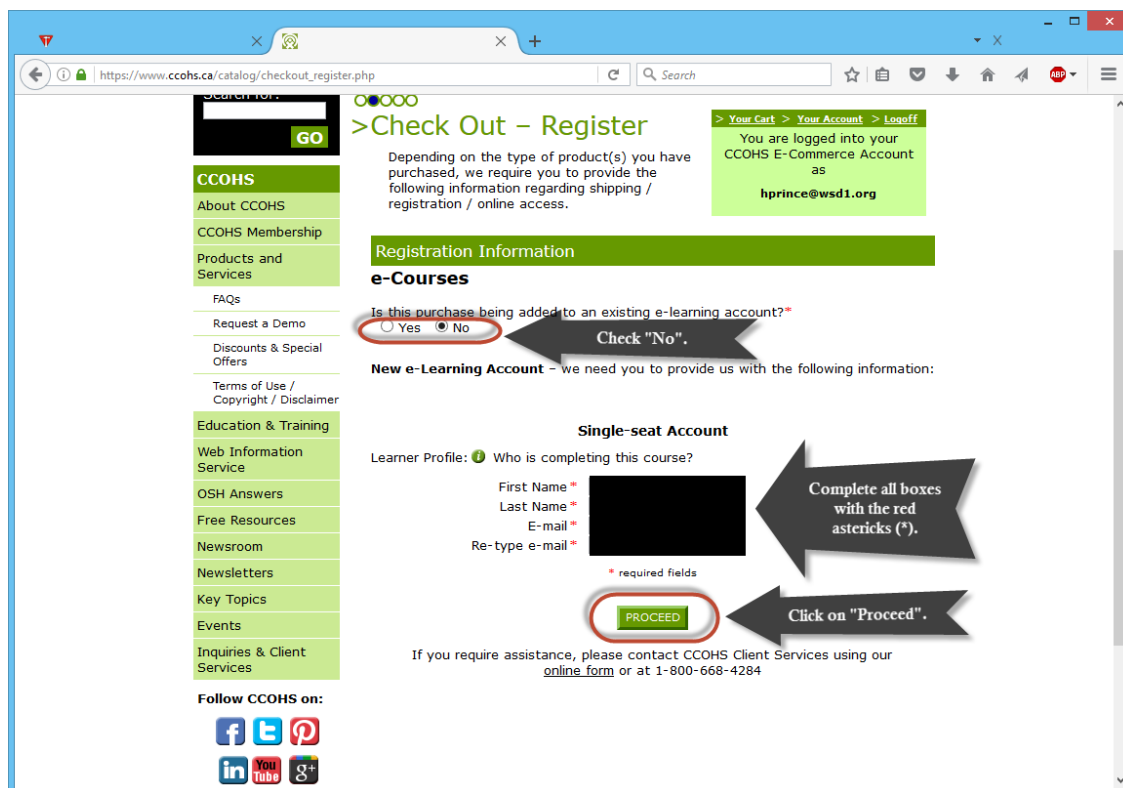 https://www.ccohs.ca/catalog/checkout_register.php
Search
ABP
Search for:
GO
CCOHS
About CCOHS
CCOHS Membership
Products and
Services
FAQs
Request a Demo
Discounts & Special
Offers
Terms of Use /
Copyright / Disclaimer
Education & Training
Web Information
Service
OSH Answers
Free Resources
Newsroom
Newsletters
Key Topics
Events
Inquiries & Client
Services
Follow CCOHS on:
f t P
in You Tube g+
>Check Out – Register
Depending on the type of product(s) you have
purchased, we require you to provide the
following information regarding shipping /
registration / online access.
> Your Cart > Your Account > Logoff
You are logged into your
CCOHS E-Commerce Account
as
hprince@wsd1.org
Registration Information
e-Courses
Is this purchase being added to an existing e-learning account?*
Yes No
Check "No".
New e-Learning Account – we need you to provide us with the following information:
Single-seat Account
Learner Profile: i Who is completing this course?
First Name *
Last Name *
E-mail *
Re-type e-mail *
Complete all boxes
with the red
astericks (*).
* required fields
PROCEED
Click on "Proceed".
If you require assistance, please contact CCOHS Client Services using our
online form or at 1-800-668-4284